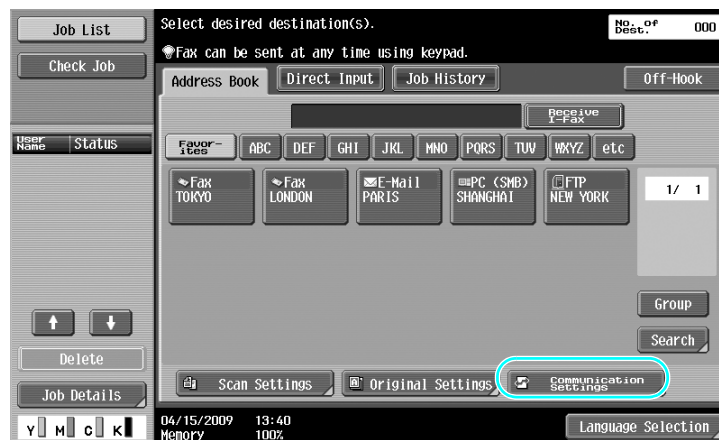 Job List
Check Job
User Name
Status
Delete
Job Details
Y M C K
Select desired destination(s).
No. of Dest. 000
Fax can be sent at any time using keypad.
Address Book
Direct Input
Job History
Off-Hook
Receive I-Fax
Favor-ites
ABC
DEF
GHI
JKL
MNO
PQRS
TUV
WXYZ
etc
Fax
TOKYO
Fax
LONDON
E-Mail
PARIS
PC (SMB)
SHANGHAI
FTP
NEW YORK
1/ 1
Group
Search
Scan Settings
Original Settings
Communication Settings
04/15/2009 13:40
Memory 100%
Language Selection